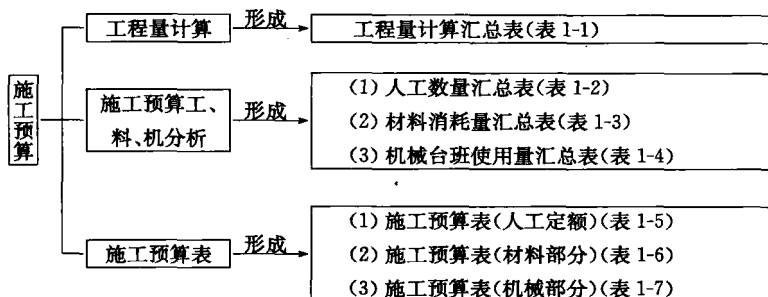 施工预算
工程量计算
形成
工程量计算汇总表(表 1-1)
施工预算工、
料、机分析
形成
(1) 人工数量汇总表(表 1-2)
(2) 材料消耗量汇总表(表 1-3)
(3) 机械台班使用量汇总表(表 1-4)
施工预算表
形成
(1) 施工预算表(人工定额)(表 1-5)
(2) 施工预算表(材料部分)(表 1-6)
(3) 施工预算表(机械部分)(表 1-7)